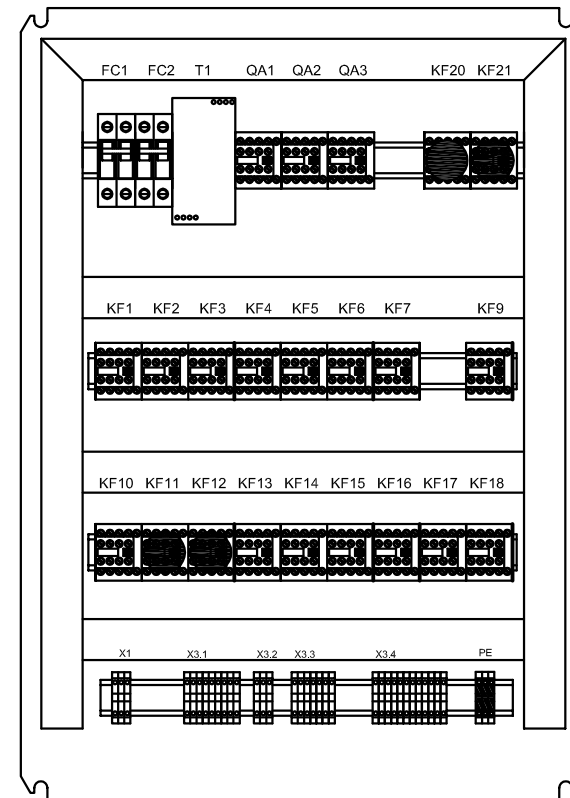 FC1 FC2 T1 QA1 QA2 QA3 KF20 KF21
KF1 KF2 KF3 KF4 KF5 KF6 KF7 KF9
KF10 KF11 KF12 KF13 KF14 KF15 KF16 KF17 KF18
X1 X3.1 X3.2 X3.3 X3.4 PE